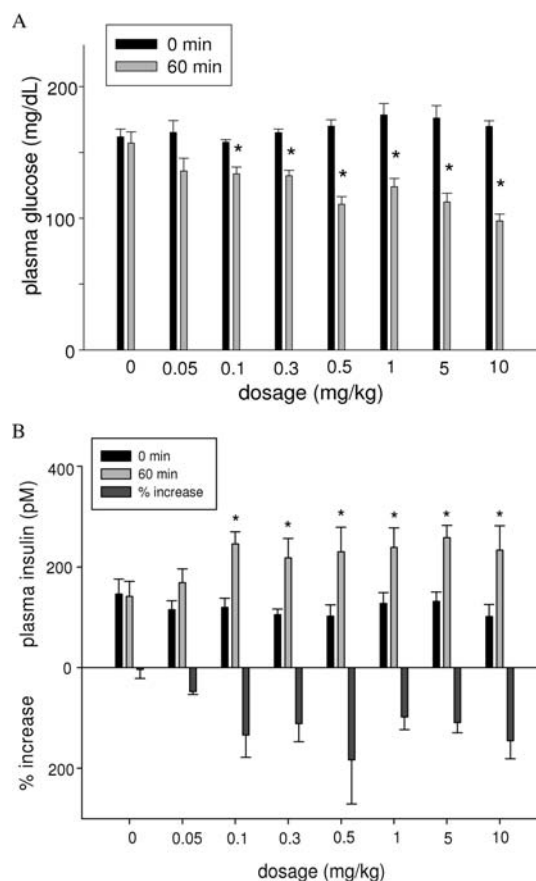 A
0 min
60 min
plasma glucose (mg/dL)
200
100
0
* * * * * *
0 0.05 0.1 0.3 0.5 1 5 10
dosage (mg/kg)
B
0 min
60 min
% increase
plasma insulin (pM)
400
200
0
* * * * * *
% increase
200
0 0.05 0.1 0.3 0.5 1 5 10
dosage (mg/kg)